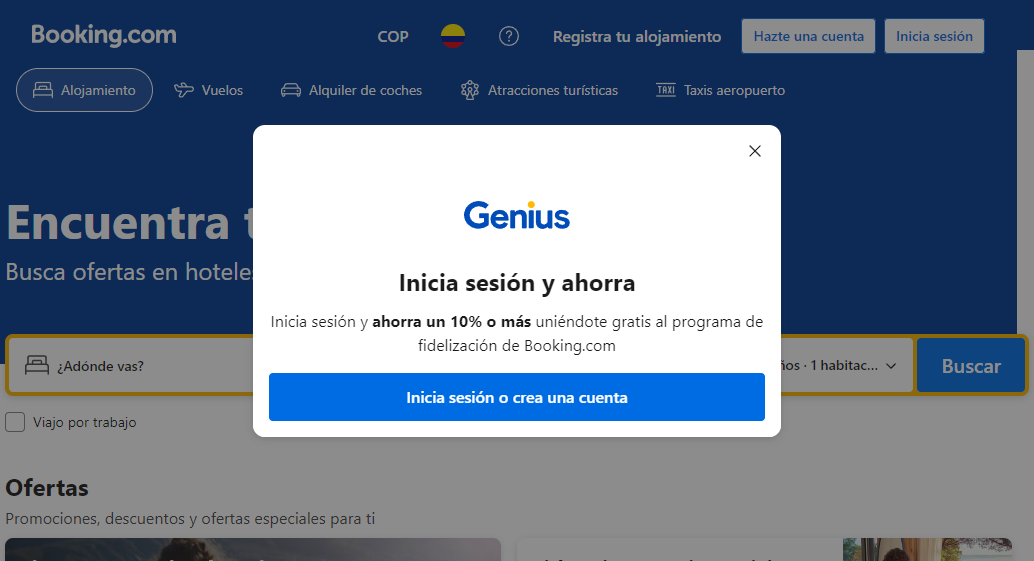 Booking.com
COP
Registra tu alojamiento
Hazte una cuenta
Inicia sesión
Alojamiento
Vuelos
Alquiler de coches
Atracciones turísticas
TAXI
Taxis aeropuerto
Genius
Inicia sesión y ahorra
Inicia sesión y ahorra un 10% o más uniéndote gratis al programa de
fidelización de Booking.com
Inicia sesión o crea una cuenta
Encuentra
Busca ofertas en hoteles
¿Adónde vas?
· 1 habitac...
Buscar
Viajo por trabajo
Ofertas
Promociones, descuentos y ofertas especiales para ti